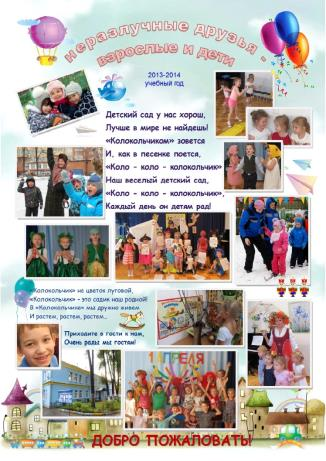 неразлучные друзья -
взрослые и дети
2013-2014
учебный год
Детский сад у нас хорош,
Лучше в мире не найдешь!
«Колокольчиком» зовется
И, как в песенке поется,
«Коло - коло - колокольчик»
Наш веселый детский сад,
«Коло - коло - колокольчик»,
Каждый день он детям рад!
«Колокольчик» не цветок луговой,
«Колокольчик» - это садик наш родной!
В «Колокольчике» мы дружно живем
И растем, растем, растем…
Приходите в гости к нам,
Очень рады мы гостям!
1 АПРЕЛЯ
ДОБРО ПОЖАЛОВАТЬ!